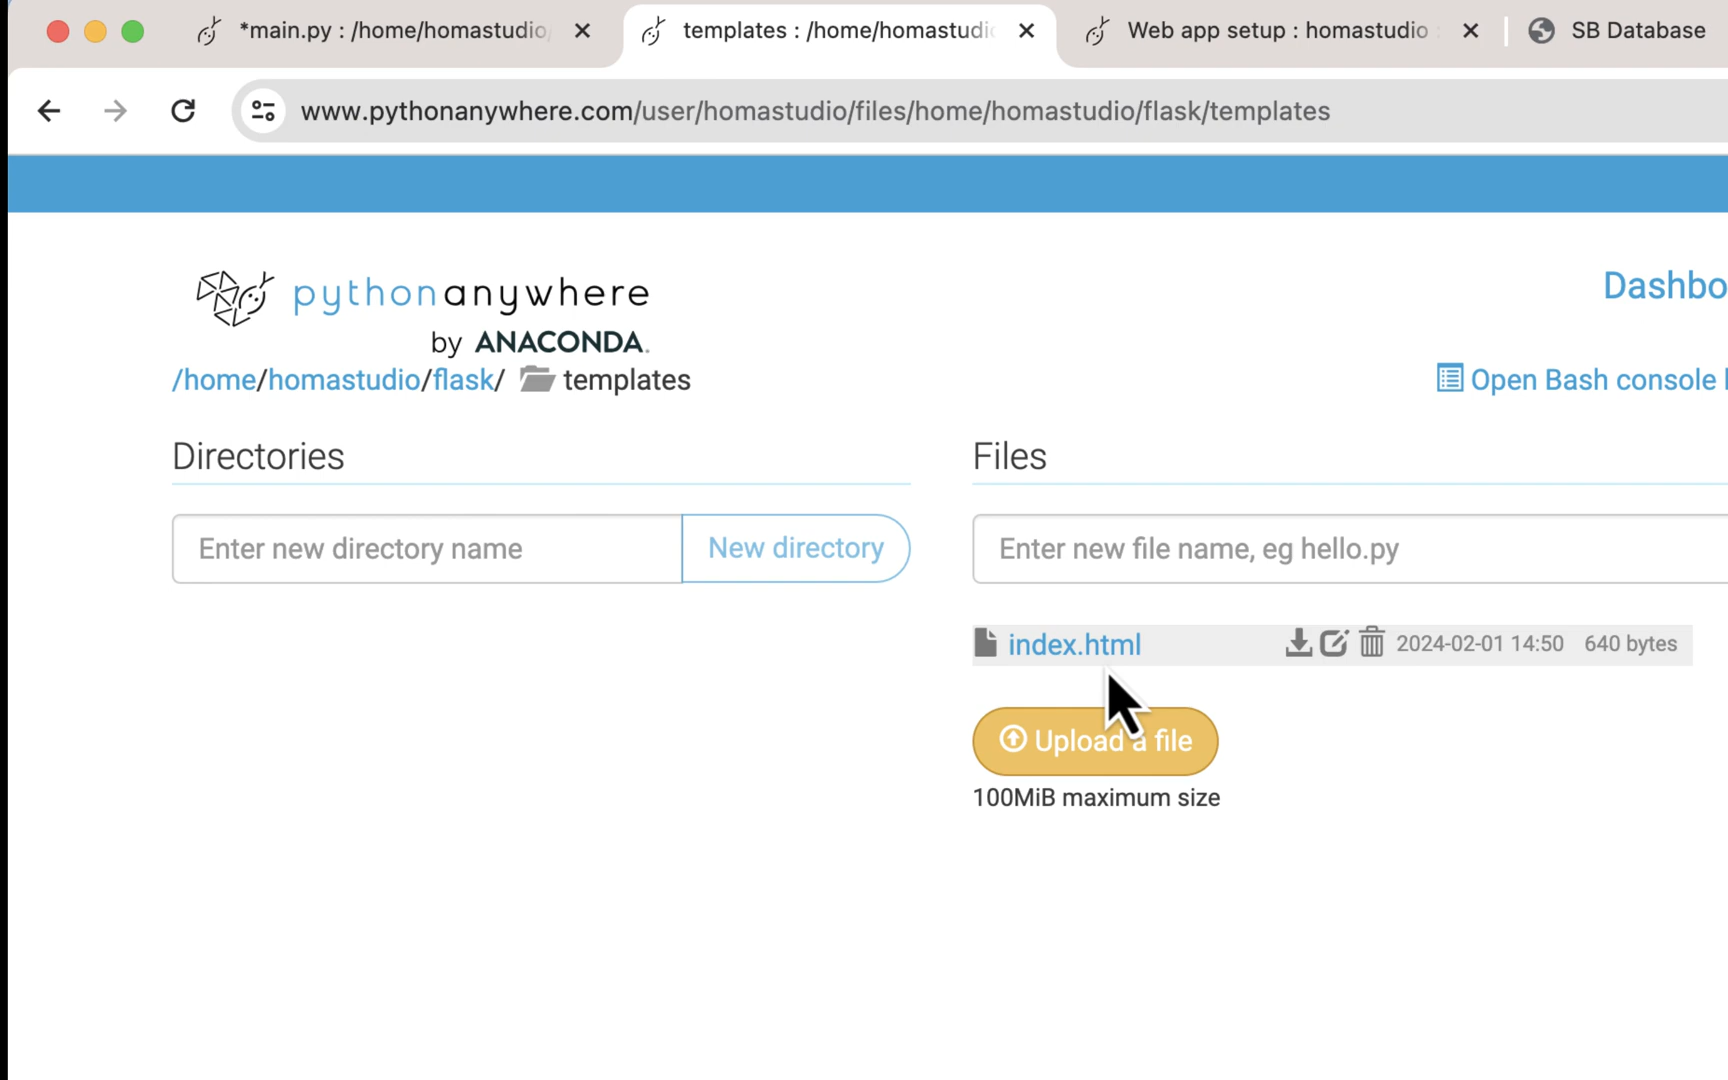 *main.py : /home/homastudio/
templates : /home/homastudi
Web app setup : homastudio :
SB Database
www.pythonanywhere.com/user/homastudio/files/home/homastudio/flask/templates
pythonanywhere
by ANACONDA.
Dashbo
/home/homastudio/flask/ templates
Open Bash console
Directories
Files
Enter new directory name
New directory
Enter new file name, eg hello.py
index.html
2024-02-01 14:50
640 bytes
Upload a file
100MiB maximum size